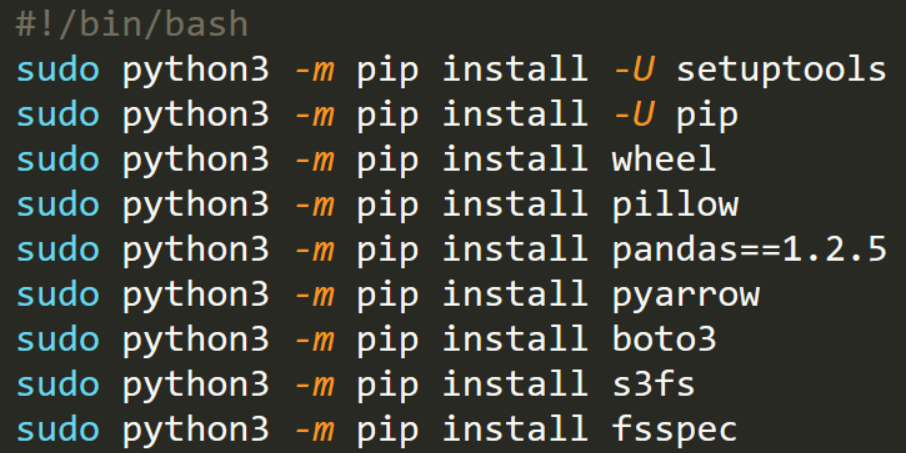 #!/bin/bash
sudo python3 -m pip install -U setuptools
sudo python3 -m pip install -U pip
sudo python3 -m pip install wheel
sudo python3 -m pip install pillow
sudo python3 -m pip install pandas==1.2.5
sudo python3 -m pip install pyarrow
sudo python3 -m pip install boto3
sudo python3 -m pip install s3fs
sudo python3 -m pip install fsspec